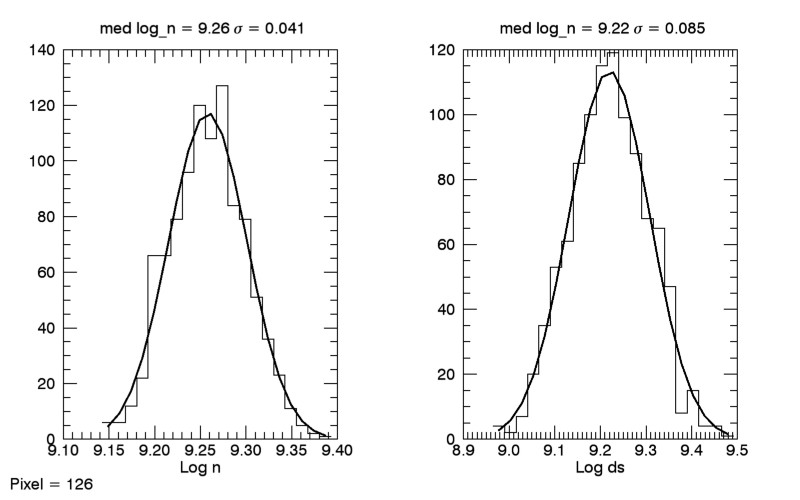 med log_n = 9.26 σ = 0.041
140
120
100
80
60
40
20
0
9.10 9.15 9.20 9.25 9.30 9.35 9.40
Log n
med log_n = 9.22 σ = 0.085
120
100
80
60
40
20
0
8.9 9.0 9.1 9.2 9.3 9.4 9.5
Log ds
Pixel = 126